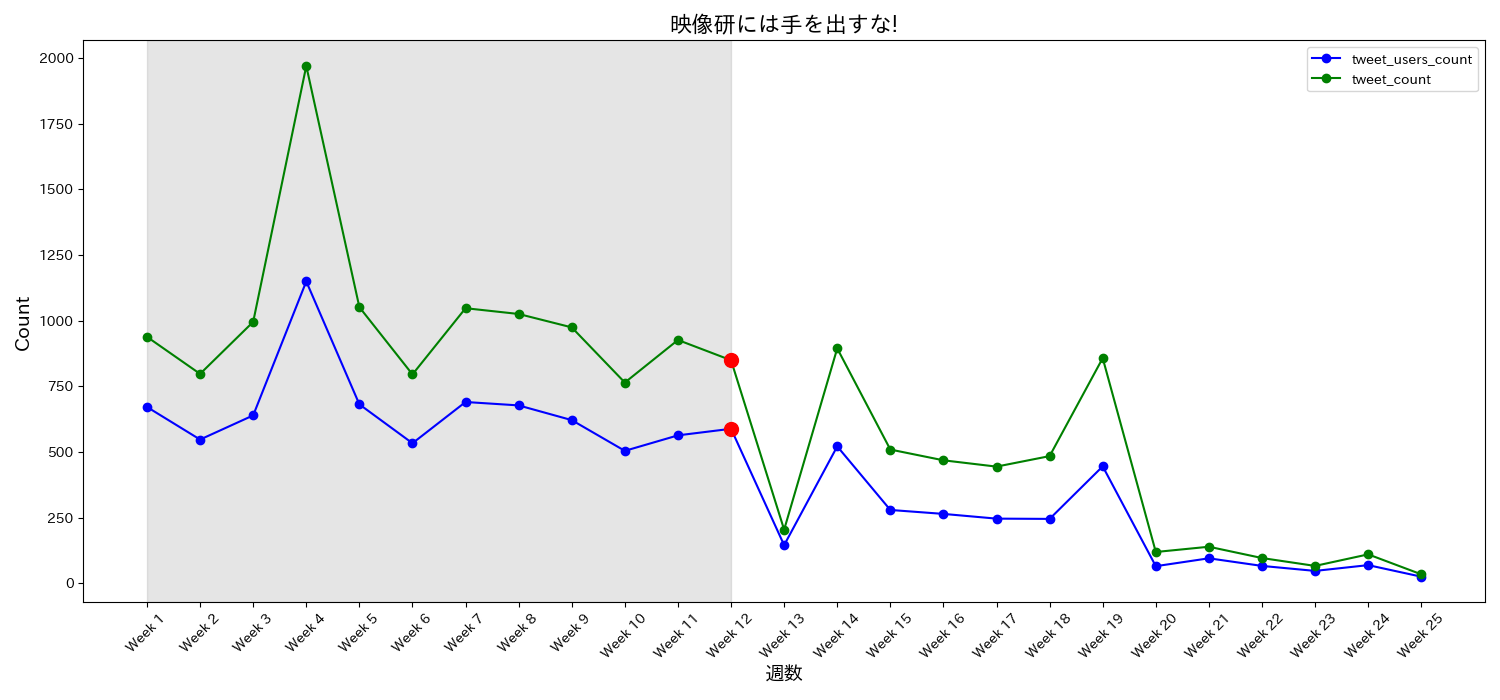 映像研には手を出すな!
tweet_users_count
tweet_count
Count
2000
1750
1500
1250
1000
750
500
250
0
Week 1
Week 2
Week 3
Week 4
Week 5
Week 6
Week 7
Week 8
Week 9
Week 10
Week 11
Week 12
Week 13
Week 14
Week 15
Week 16
Week 17
Week 18
Week 19
Week 20
Week 21
Week 22
Week 23
Week 24
Week 25
週数